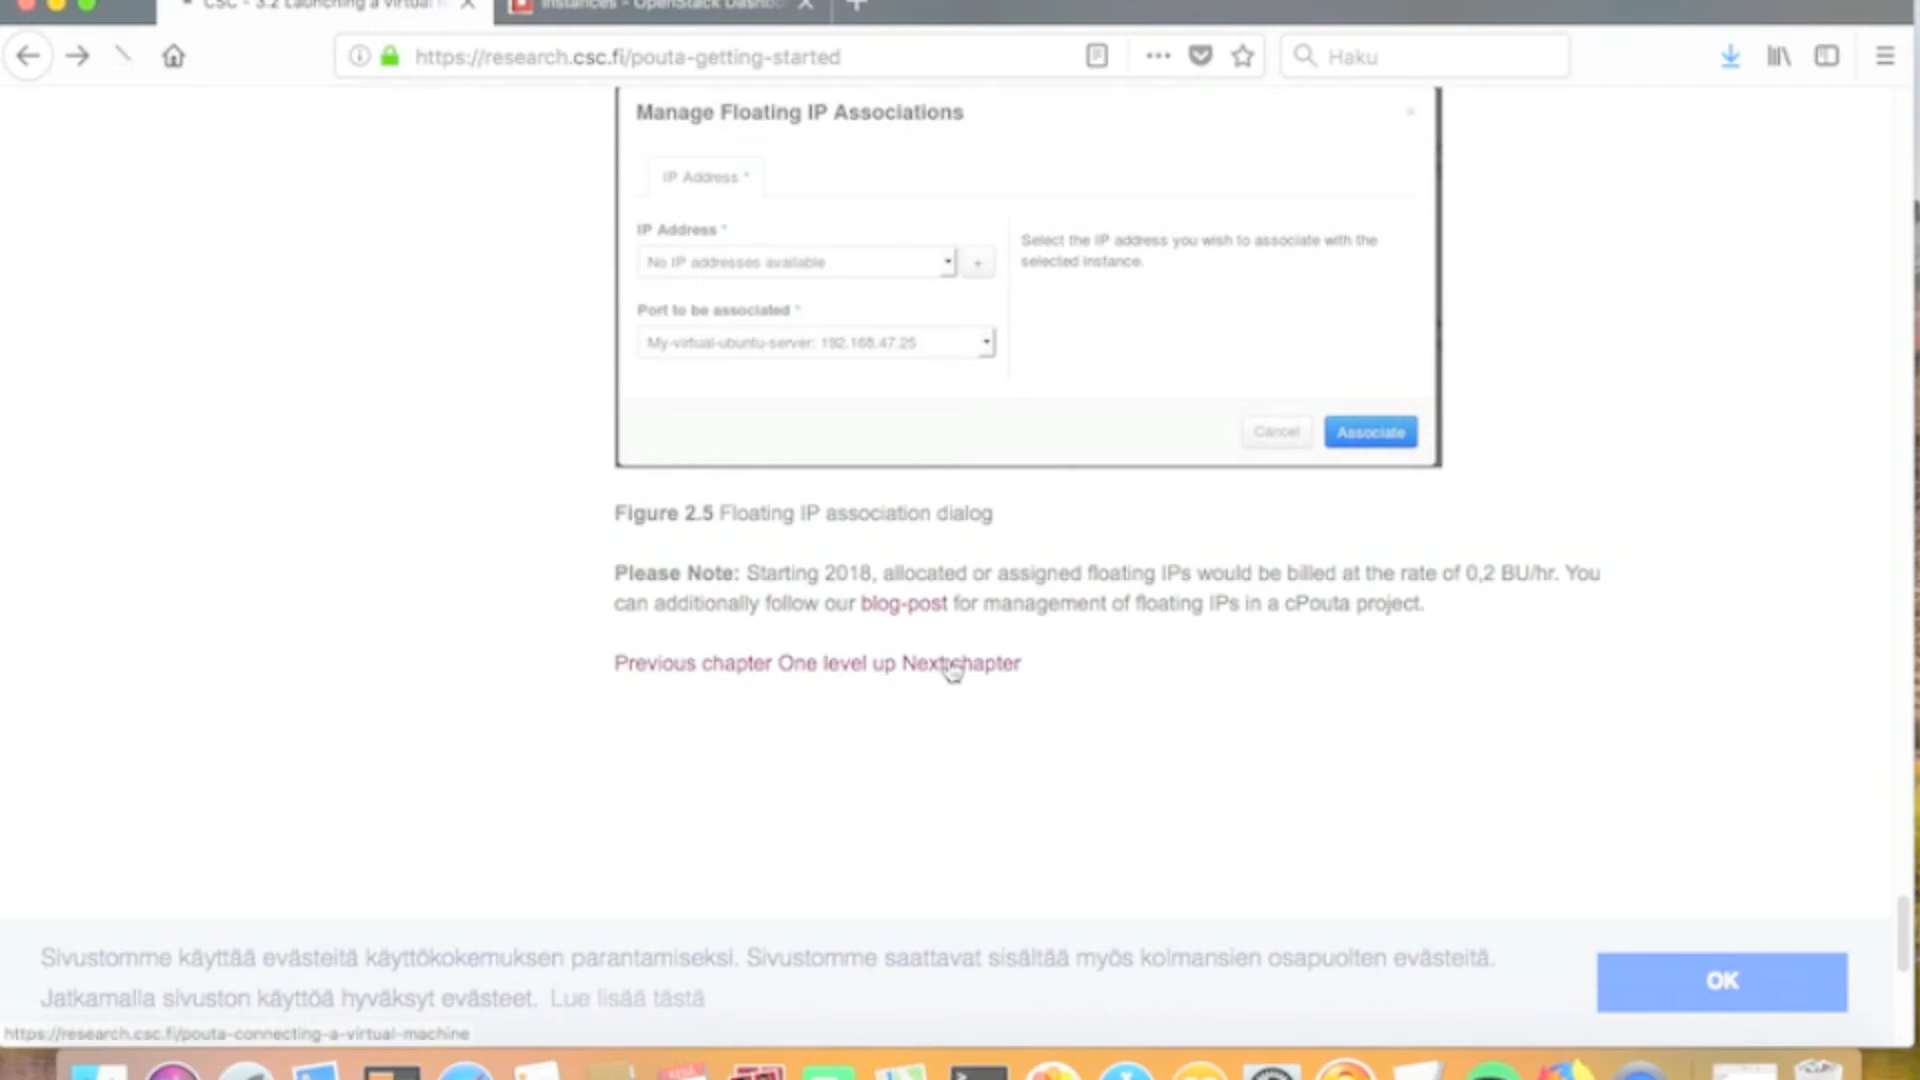 CSC - 3.2 Launching a virtual
Instances - OpenStack Dashbo
https://research.csc.fi/pouta-getting-started
Haku
Manage Floating IP Associations
IP Address *
IP Address *
No IP addresses available
+
Select the IP address you wish to associate with the
selected instance.
Port to be associated *
My-virtual-ubuntu-server: 192.168.47.25
Cancel
Associate
Figure 2.5 Floating IP association dialog
Please Note: Starting 2018, allocated or assigned floating IPs would be billed at the rate of 0,2 BU/hr. You
can additionally follow our blog-post for management of floating IPs in a cPouta project.
Previous chapter One level up Next chapter
Sivustomme käyttää evästeitä käyttökokemuksen parantamiseksi. Sivustomme saattavat sisältää myös kolmansien osapuolten evästeitä.
Jatkamalla sivuston käyttöä hyväksyt evästeet. Lue lisää tästä
OK
https://research.csc.fi/pouta-connecting-a-virtual-machine